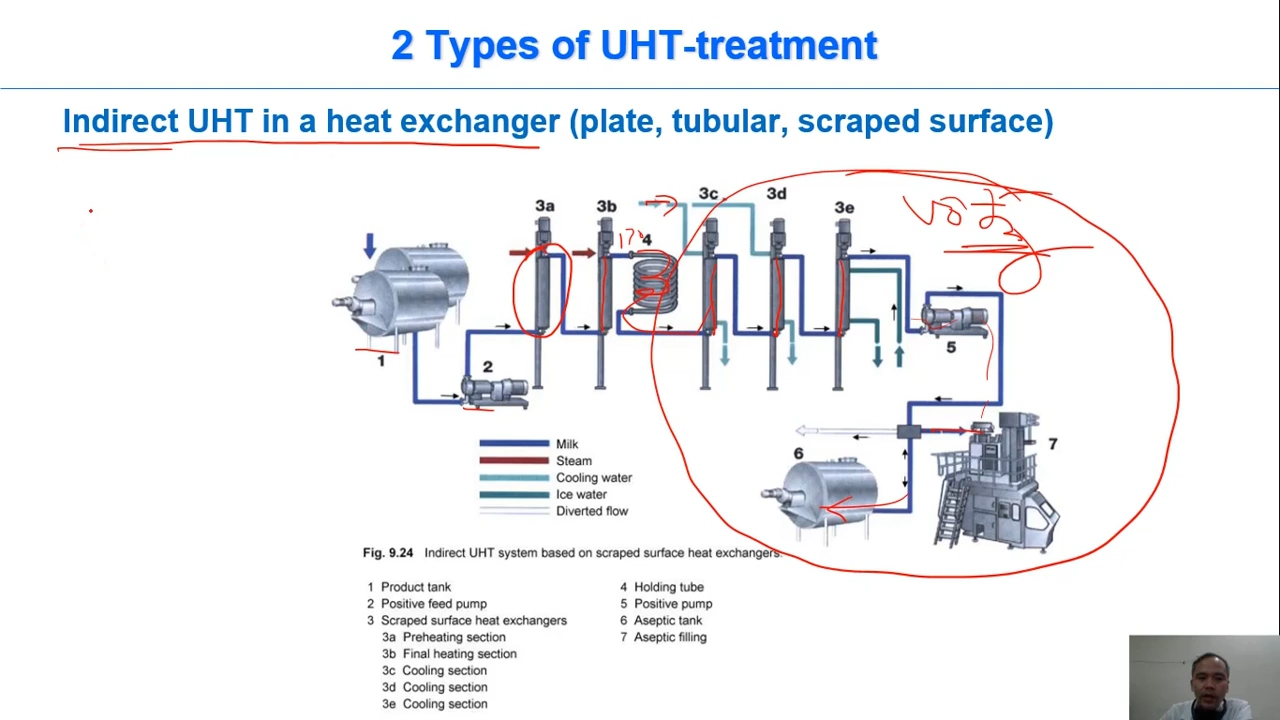 2 Types of UHT-treatment
Indirect UHT in a heat exchanger (plate, tubular, scraped surface)
3a
3b
3c
3d
3e
4
1
2
5
6
7
Milk
Steam
Cooling water
Ice water
Diverted flow
Fig. 9.24 Indirect UHT system based on scraped surface heat exchangers.
1 Product tank
2 Positive feed pump
3 Scraped surface heat exchangers
3a Preheating section
3b Final heating section
3c Cooling section
3d Cooling section
3e Cooling section
4 Holding tube
5 Positive pump
6 Aseptic tank
7 Aseptic filling